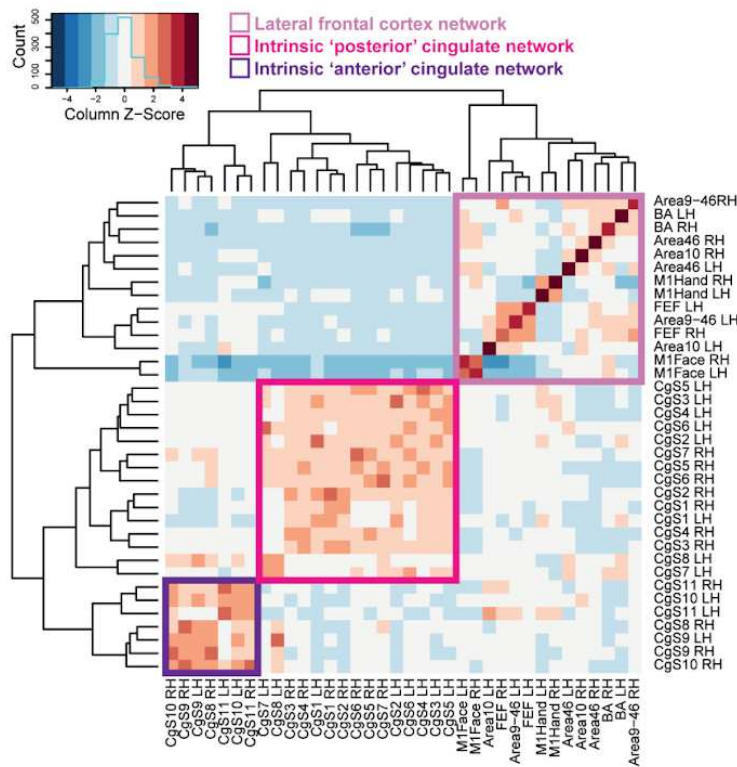 Count
0 100 300 500
-4 -2 0 2 4
Column Z-Score
Lateral frontal cortex network
Intrinsic ‘posterior’ cingulate network
Intrinsic ‘anterior’ cingulate network
Area9-46RH
BA LH
BA RH
Area46 RH
Area10 RH
Area46 LH
M1Hand RH
M1Hand LH
FEF LH
Area9-46 LH
FEF RH
Area10 LH
M1Face RH
M1Face LH
CgS5 LH
CgS3 LH
CgS4 LH
CgS6 LH
CgS2 LH
CgS7 RH
CgS5 RH
CgS6 RH
CgS2 RH
CgS1 RH
CgS1 LH
CgS4 RH
CgS3 RH
CgS8 LH
CgS7 LH
CgS11 RH
CgS10 LH
CgS11 LH
CgS8 RH
CgS9 LH
CgS9 RH
CgS10 RH
CgS10 RH
CgS9 RH
CgS9 LH
CgS8 RH
CgS11 LH
CgS10 LH
CgS11 RH
CgS7 LH
CgS8 LH
CgS3 RH
CgS4 RH
CgS1 LH
CgS1 RH
CgS2 RH
CgS6 RH
CgS5 RH
CgS7 RH
CgS2 LH
CgS6 LH
CgS4 LH
CgS3 LH
CgS5 LH
M1Face LH
M1Face RH
Area10 LH
FEF RH
Area9-46 LH
FEF LH
M1Hand LH
M1Hand RH
Area46 LH
Area10 RH
Area46 RH
BA RH
BA LH
Area9-46 RH